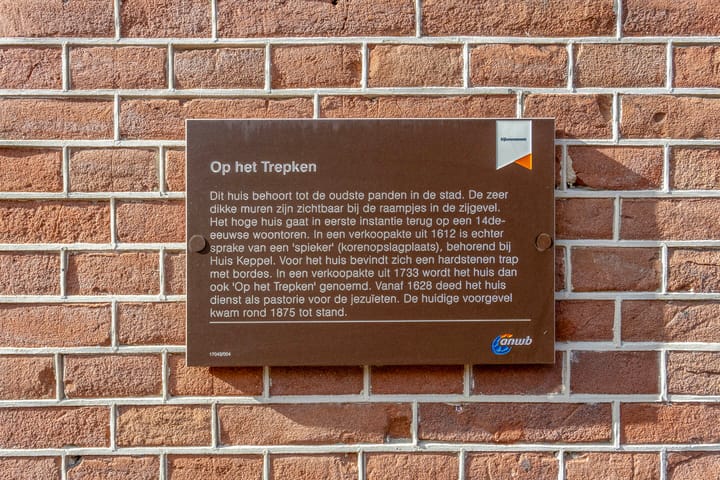 Op het Trepken
Dit huis behoort tot de oudste panden in de stad. De zeer
dikke muren zijn zichtbaar bij de raampjes in de zijgevel.
Het hoge huis gaat in eerste instantie terug op een 14de-
eeuwse woontoren. In een verkoopakte uit 1612 is echter
sprake van een 'spieker' (korenopslagplaats), behorend bij
Huis Keppel. Voor het huis bevindt zich een hardstenen trap
met bordes. In een verkoopakte uit 1733 wordt het huis dan
ook 'Op het Trepken' genoemd. Vanaf 1628 deed het huis
dienst als pastorie voor de jezuïeten. De huidige voorgevel
kwam rond 1875 tot stand.
17043/004
anwb